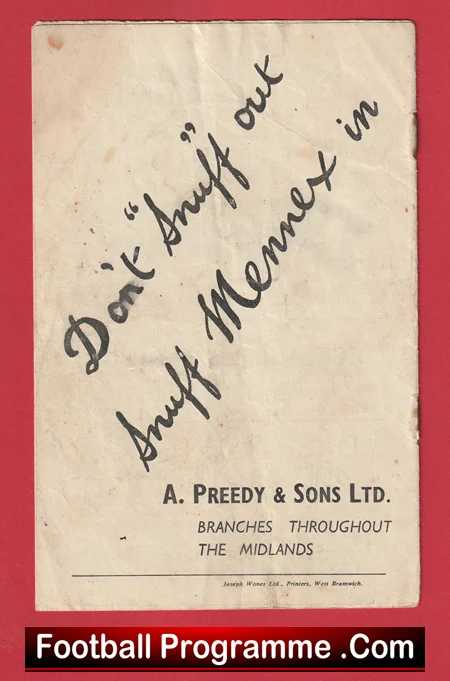 Don't "Snuff" out
Snuff Mennex in
A. PREEDY & SONS LTD.
BRANCHES THROUGHOUT
THE MIDLANDS
Joseph Wones Ltd., Printers, West Bromwich.
Football Programme .Com